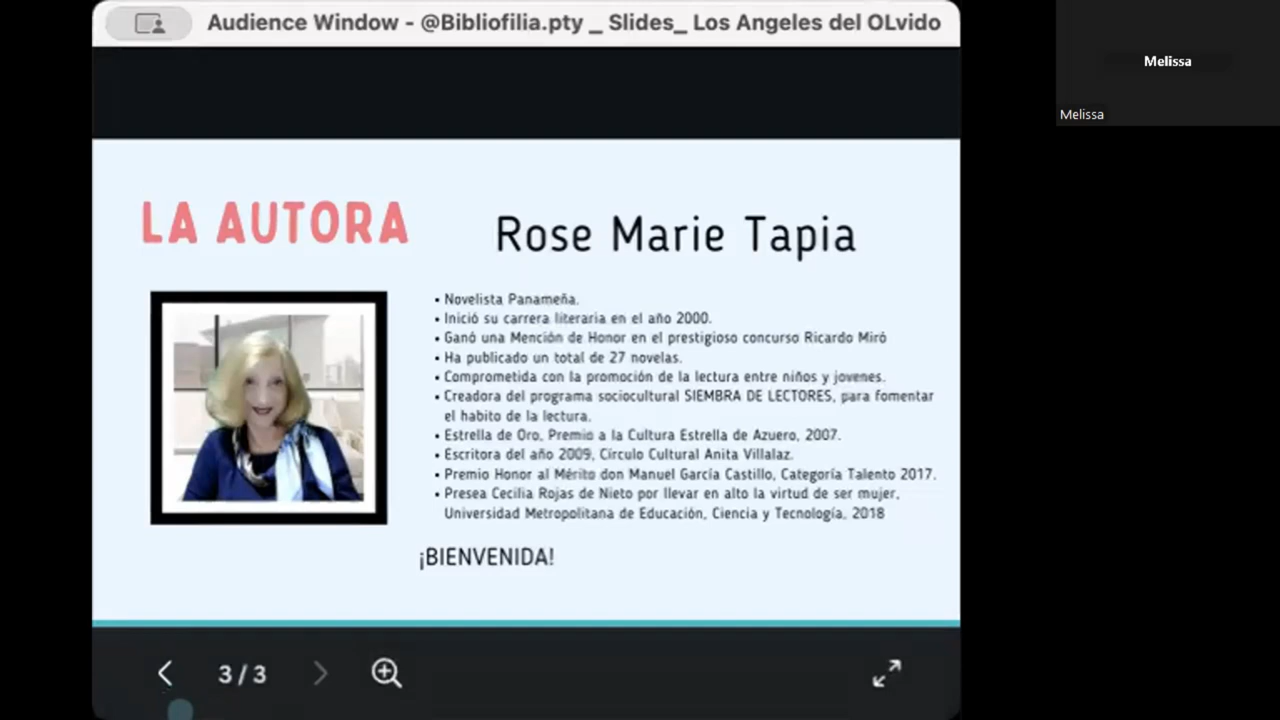 Audience Window - @Bibliofilia.pty _ Slides_ Los Angeles del OLvido
Melissa
Melissa
LA AUTORA
Rose Marie Tapia
• Novelista Panameña.
• Inició su carrera literaria en el año 2000.
• Ganó una Mención de Honor en el prestigioso concurso Ricardo Miró
• Ha publicado un total de 27 novelas.
• Comprometida con la promoción de la lectura entre niños y jovenes.
• Creadora del programa sociocultural SIEMBRA DE LECTORES, para fomentar
el habito de la lectura.
• Estrella de Oro, Premio a la Cultura Estrella de Azuero, 2007.
• Escritora del año 2009, Círculo Cultural Anita Villalaz.
• Premio Honor al Mérito don Manuel García Castillo, Categoría Talento 2017.
• Presea Cecilia Rojas de Nieto por llevar en alto la virtud de ser mujer,
Universidad Metropolitana de Educación, Ciencia y Tecnología, 2018
¡BIENVENIDA!
3 / 3